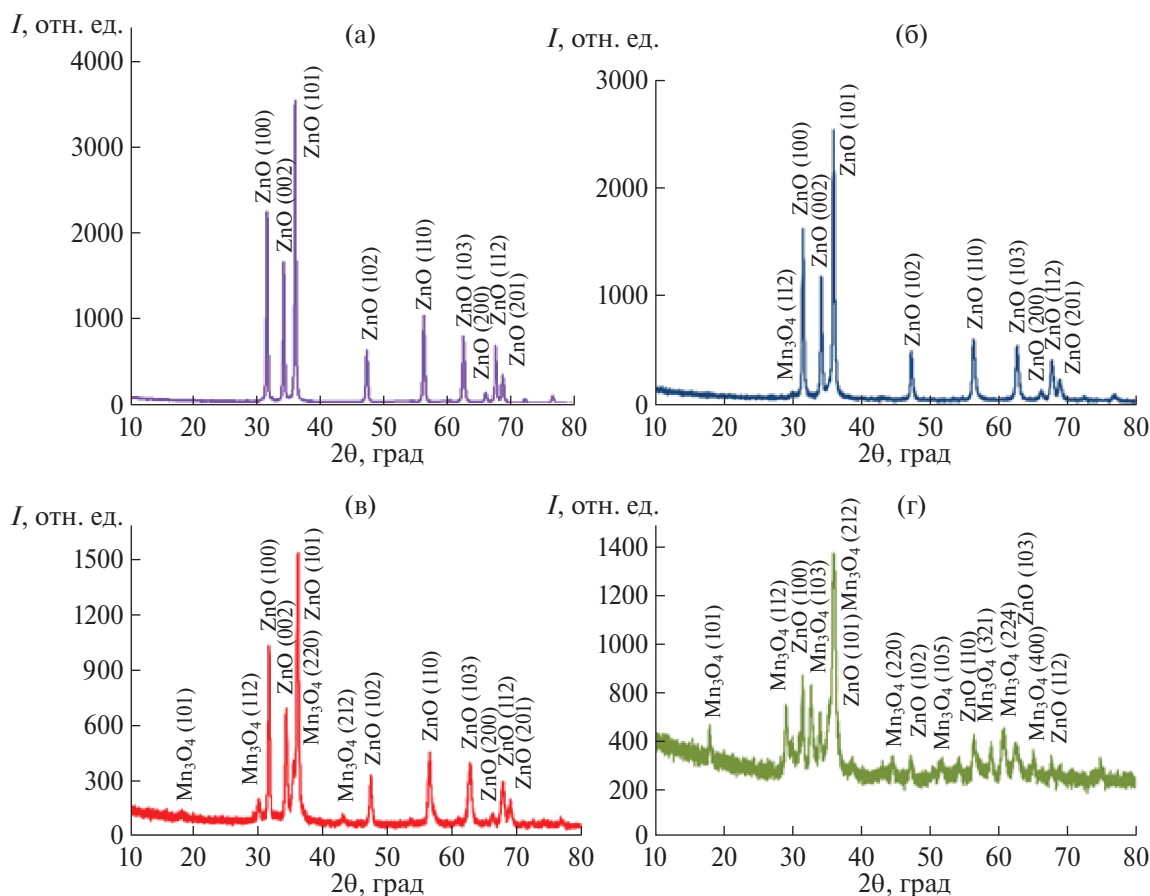 I, отн. ед.
(а)
4000
3000
2000
1000
0
ZnO (100)
ZnO (002)
ZnO (101)
ZnO (102)
ZnO (110)
ZnO (103)
ZnO (200)
ZnO (112)
ZnO (201)
10 20 30 40 50 60 70 80
2θ, град
I, отн. ед.
(б)
3000
2000
1000
0
Mn₃O₄ (112)
ZnO (100)
ZnO (002)
ZnO (101)
ZnO (102)
ZnO (110)
ZnO (103)
ZnO (200)
ZnO (112)
ZnO (201)
10 20 30 40 50 60 70 80
2θ, град
I, отн. ед.
(в)
1500
1200
900
600
300
0
Mn₃O₄ (101)
Mn₃O₄ (112)
ZnO (100)
ZnO (002)
Mn₃O₄ (220)
ZnO (101)
Mn₃O₄ (212)
ZnO (102)
ZnO (110)
ZnO (103)
ZnO (200)
ZnO (112)
ZnO (201)
10 20 30 40 50 60 70 80
2θ, град
I, отн. ед.
(г)
1400
1200
1000
800
600
400
200
0
Mn₃O₄ (101)
Mn₃O₄ (112)
ZnO (100)
Mn₃O₄ (103)
ZnO (101)
Mn₃O₄ (212)
Mn₃O₄ (220)
ZnO (102)
Mn₃O₄ (105)
ZnO (110)
Mn₃O₄ (321)
Mn₃O₄ (224)
ZnO (103)
Mn₃O₄ (400)
ZnO (112)
10 20 30 40 50 60 70 80
2θ, град